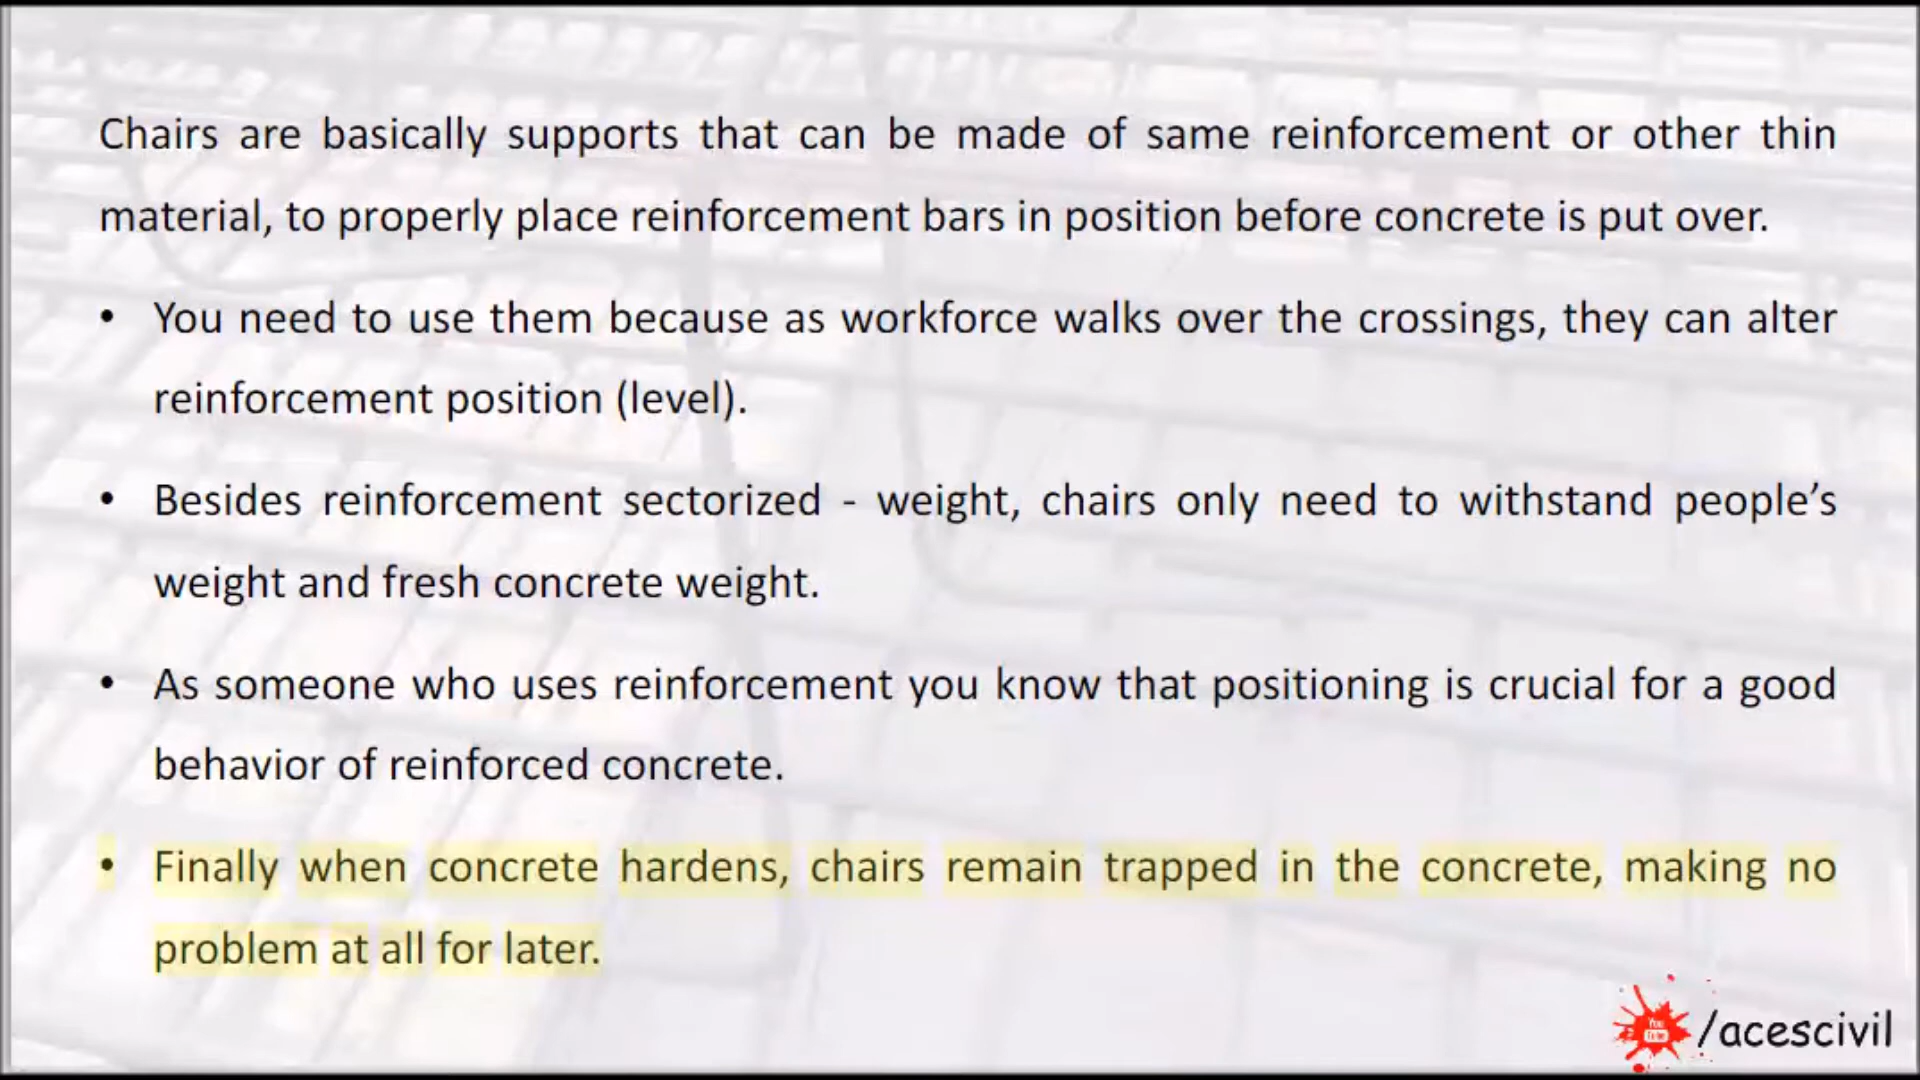 Chairs are basically supports that can be made of same reinforcement or other thin
material, to properly place reinforcement bars in position before concrete is put over.
• You need to use them because as workforce walks over the crossings, they can alter
reinforcement position (level).
• Besides reinforcement sectorized - weight, chairs only need to withstand people’s
weight and fresh concrete weight.
• As someone who uses reinforcement you know that positioning is crucial for a good
behavior of reinforced concrete.
• Finally when concrete hardens, chairs remain trapped in the concrete, making no
problem at all for later.
You
Tube
/acescivil